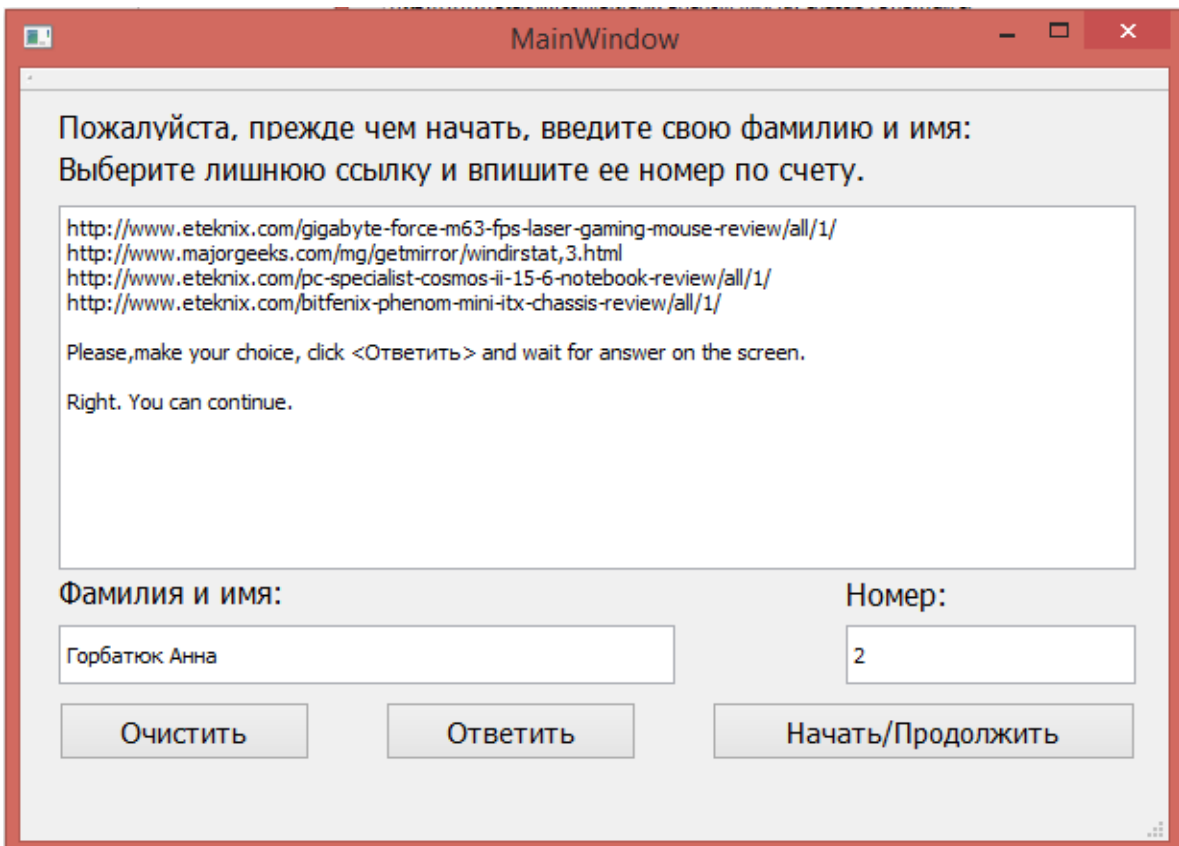 MainWindow
Пожалуйста, прежде чем начать, введите свою фамилию и имя:
Выберите лишнюю ссылку и впишите ее номер по счету.
http://www.eteknix.com/gigabyte-force-m63-fps-laser-gaming-mouse-review/all/1/
http://www.majorgeeks.com/mg/getmirror/windirstat,3.html
http://www.eteknix.com/pc-specialist-cosmos-ii-15-6-notebook-review/all/1/
http://www.eteknix.com/bitfenix-phenom-mini-itx-chassis-review/all/1/
Please,make your choice, click <Ответить> and wait for answer on the screen.
Right. You can continue.
Фамилия и имя:
Номер:
Горбатюк Анна
2
Очистить
Ответить
Начать/Продолжить